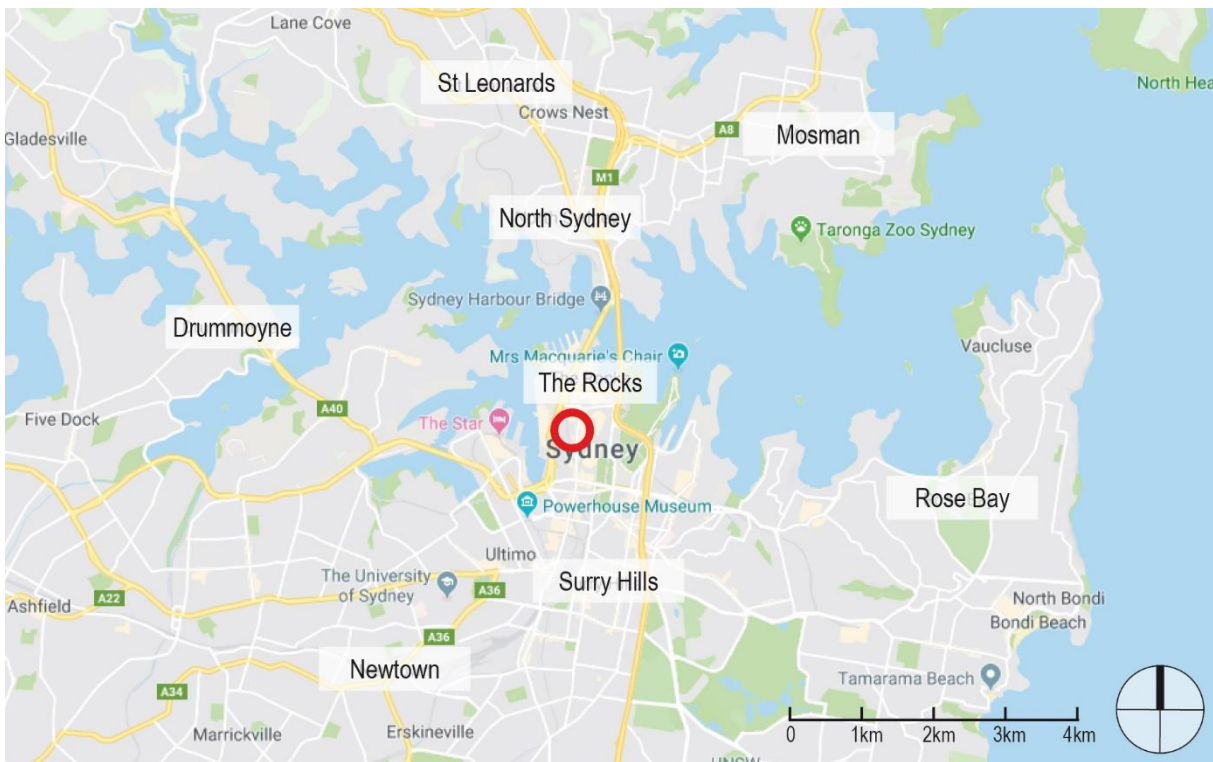 Lane Cove
St Leonards
Crows Nest
North Hea
Gladesville
A8
Mosman
M1
North Sydney
Taronga Zoo Sydney
Sydney Harbour Bridge
Drummoyne
Vaucluse
Mrs Macquarie's Chair
The Rocks
A40
Five Dock
The Star
Sydney
Rose Bay
Powerhouse Museum
Ultimo
The University
of Sydney
Surry Hills
A36
A22
Ashfield
North Bondi
Bondi Beach
A36
Newtown
Tamarama Beach
A34
Marrickville
Erskineville
0 1km 2km 3km 4km